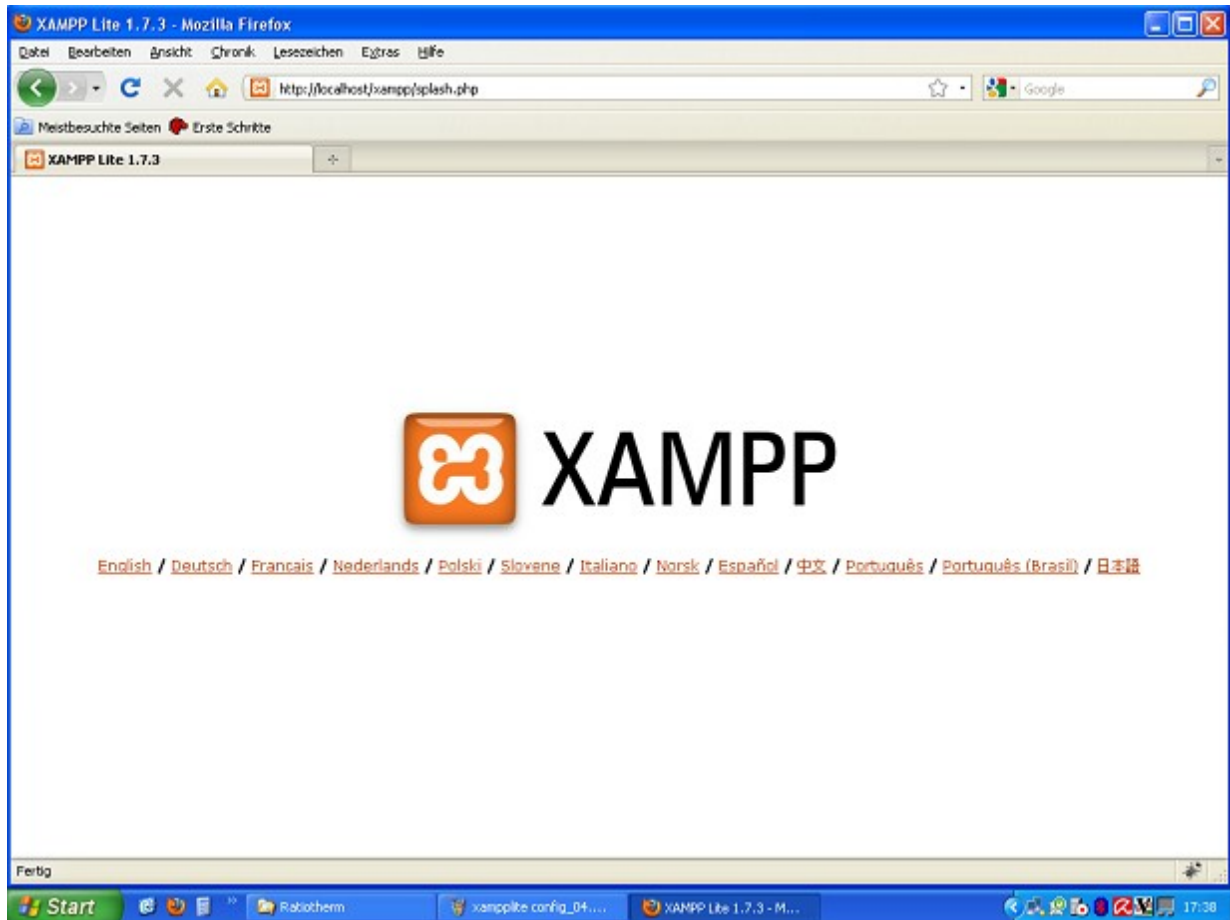 XAMPP Lite 1.7.3 - Mozilla Firefox
Datei Bearbeiten Ansicht Chronik Lesezeichen Extras Hilfe
http://localhost/xampp/splash.php
Google
Meistbesuchte Seiten Erste Schritte
XAMPP Lite 1.7.3
XAMPP
English / Deutsch / Francais / Nederlands / Polski / Slovene / Italiano / Norsk / Español / 中文 / Português / Português (Brasil) / 日本語
Fertig
Start Ratiotherm xampplite config_04.... XAMPP Lite 1.7.3 - M... 17:38